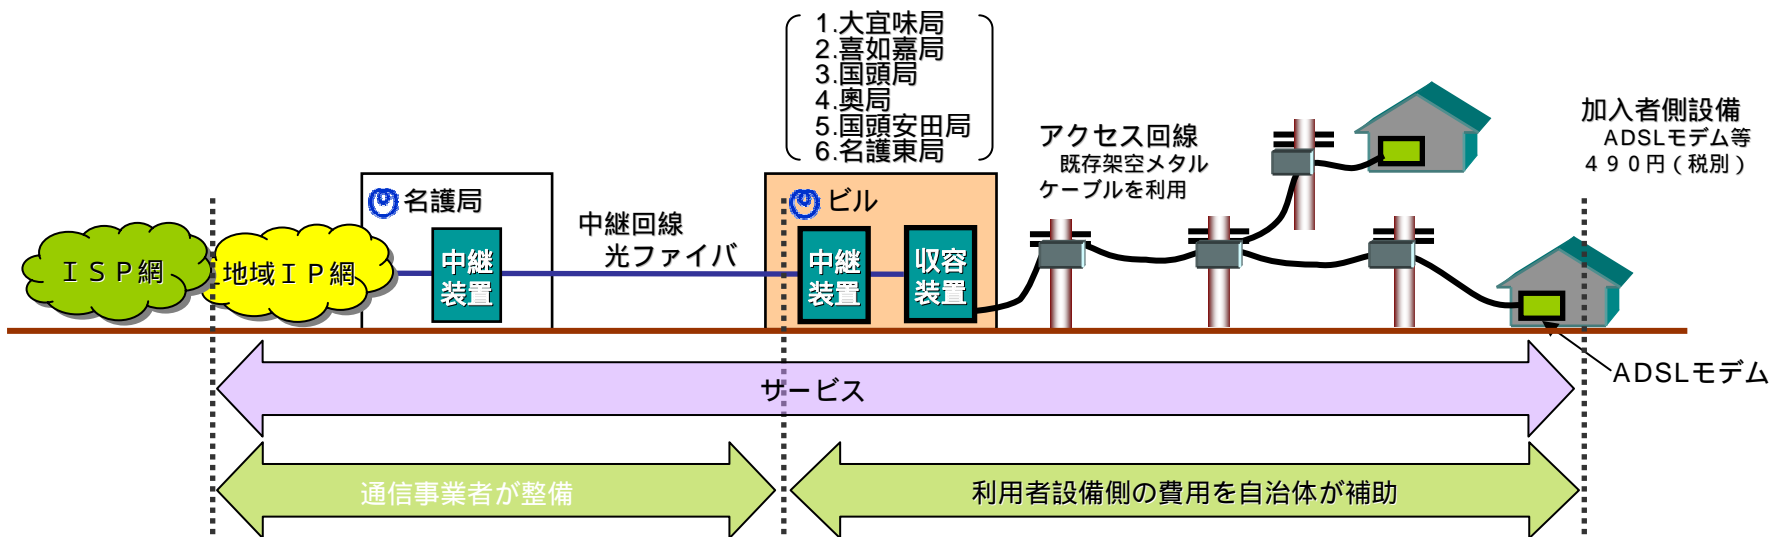 1.大宜味局
2.喜如嘉局
3.国頭局
4.奥局
5.国頭安田局
6.名護東局
アクセス回線
既存架空メタル
ケーブルを利用
加入者側設備
ADSLモデム等
４９０円（税別）
名護局
中継回線
光ファイバ
ビル
ＩＳＰ網
地域ＩＰ網
中継
装置
中継
装置
収容
装置
ADSLモデム
サービス
通信事業者が整備
利用者設備側の費用を自治体が補助